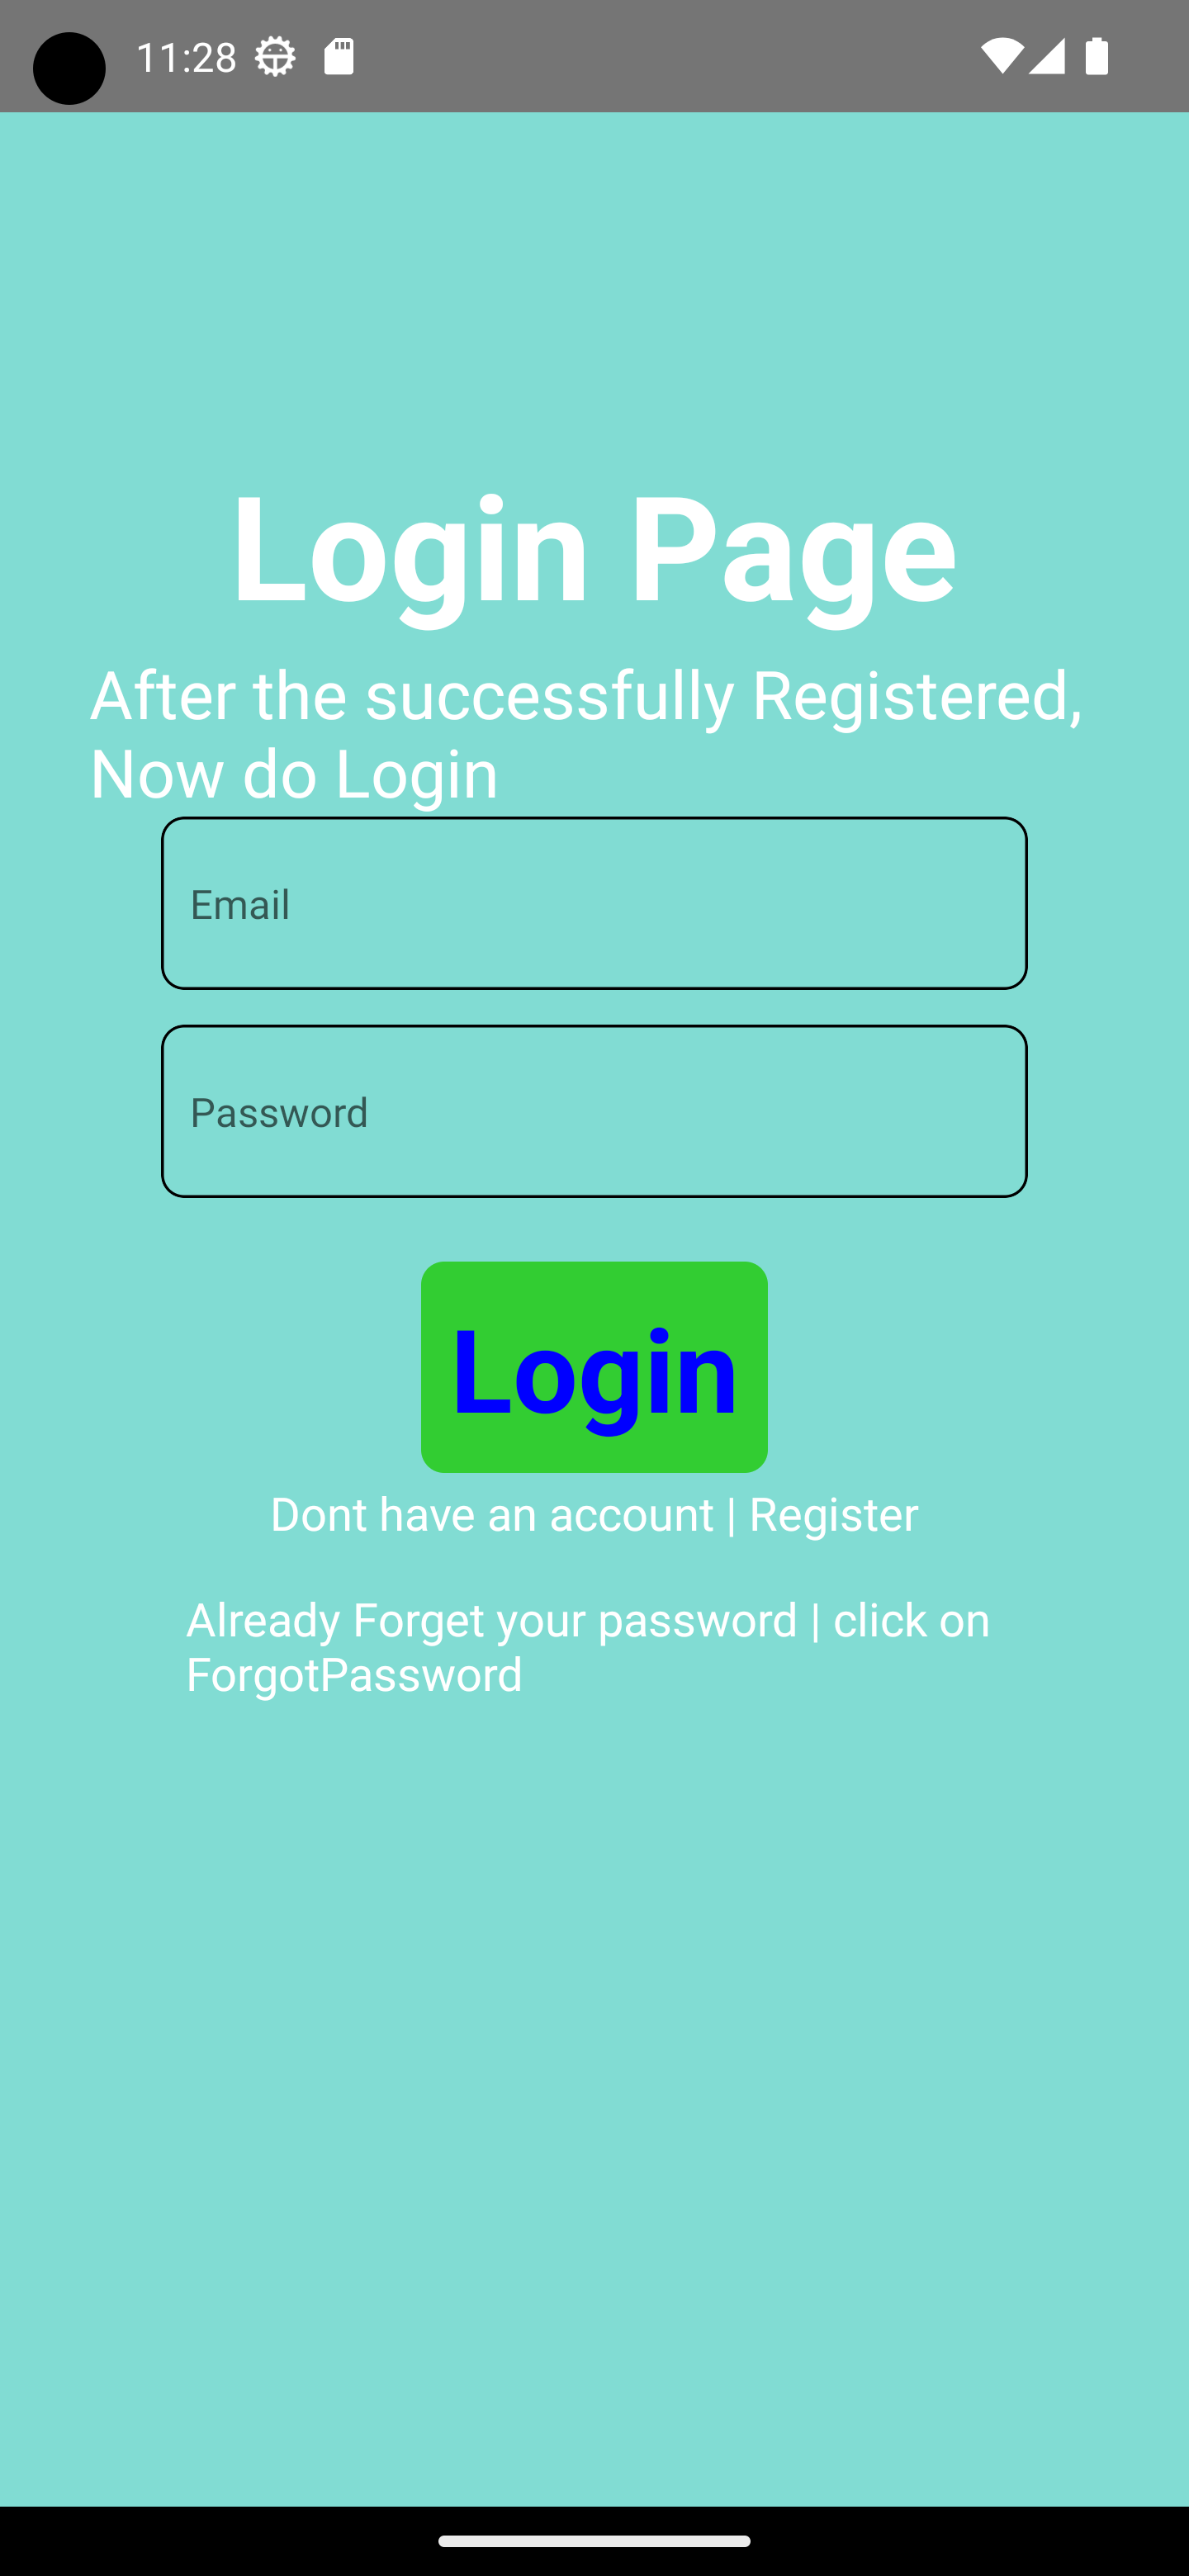 11:28
Login Page
After the successfully Registered,
Now do Login
Email
Password
Login
Dont have an account | Register
Already Forget your password | click on
ForgotPassword